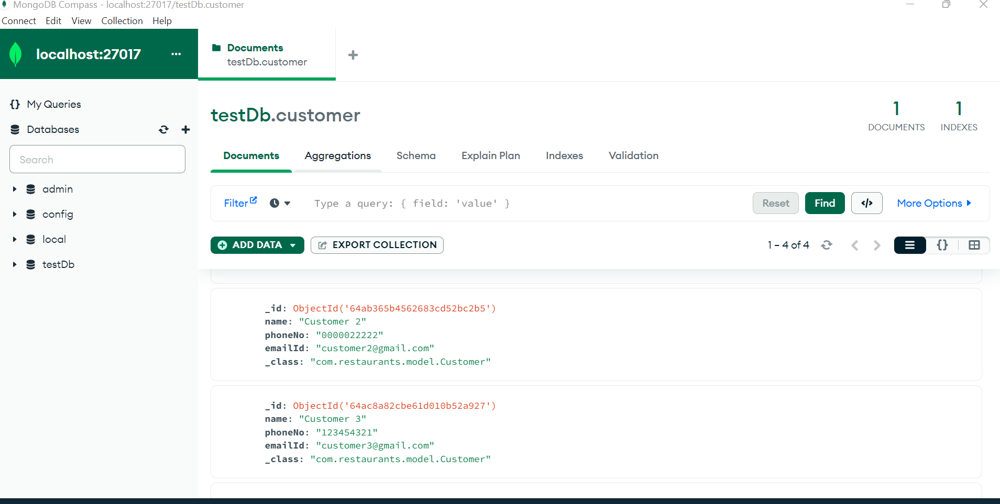 MongoDB Compass - localhost:27017/testDb.customer
Connect Edit View Collection Help
localhost:27017 ...
Documents
testDb.customer
+
{} My Queries
Databases
Search
admin
config
local
testDb
testDb.customer
1
DOCUMENTS
1
INDEXES
Documents Aggregations Schema Explain Plan Indexes Validation
Filter Type a query: { field: 'value' } Reset Find </> More Options
ADD DATA EXPORT COLLECTION 1 – 4 of 4 {}
_id: ObjectId('64ab365b4562683cd52bc2b5')
name: "Customer 2"
phoneNo: "0000022222"
emailId: "customer2@gmail.com"
_class: "com.restaurants.model.Customer"
_id: ObjectId('64ac8a82cbe61d010b52a927')
name: "Customer 3"
phoneNo: "123454321"
emailId: "customer3@gmail.com"
_class: "com.restaurants.model.Customer"